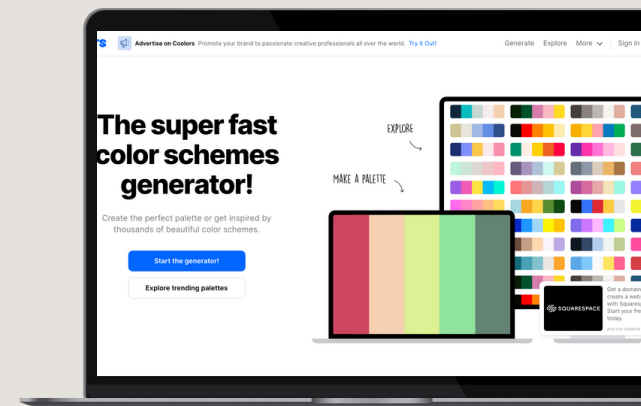 Advertise on Coolors Promote your brand to passionate creative professionals all over the world. Try It Out!
Generate Explore More Sign in
The super fast
color schemes
generator!
Create the perfect palette or get inspired by
thousands of beautiful color schemes.
Start the generator!
Explore trending palettes
EXPLORE
MAKE A PALETTE
SQUARESPACE
Get a domain
create a
with
Start your
today.